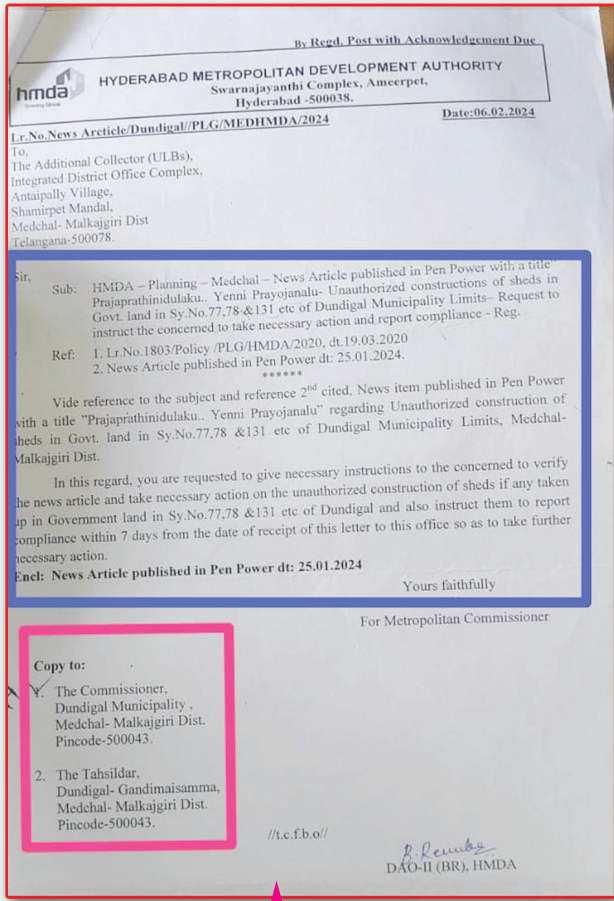 By Regd. Post with Acknowledgement Due
hmda
HYDERABAD METROPOLITAN DEVELOPMENT AUTHORITY
Swarnajayanthi Complex, Ameerpet,
Hyderabad -500038.
Lr.No.News Areticle/Dundigal//PLG/MEDHMDA/2024
Date:06.02.2024
To,
The Additional Collector (ULBs),
Integrated District Office Complex,
Antaipally Village,
Shamirpet Mandal,
Medchal- Malkajgiri Dist
Telangana-500078.
Sir,
Sub: HMDA – Planning – Medchal – News Article published in Pen Power with a title"
Prajaprathinidulaku.. Yenni Prayojanalu- Unauthorized constructions of sheds in
Govt. land in Sy.No.77,78 &131 etc of Dundigal Municipality Limits– Request to
instruct the concerned to take necessary action and report compliance - Reg.
Ref: 1. Lr.No.1803/Policy /PLG/HMDA/2020, dt.19.03.2020
2. News Article published in Pen Power dt: 25.01.2024.
******
Vide reference to the subject and reference 2nd cited, News item published in Pen Power
with a title "Prajaprathinidulaku.. Yenni Prayojanalu" regarding Unauthorized construction of
sheds in Govt. land in Sy.No.77,78 &131 etc of Dundigal Municipality Limits, Medchal-
Malkajgiri Dist.
In this regard, you are requested to give necessary instructions to the concerned to verify
the news article and take necessary action on the unauthorized construction of sheds if any taken
up in Government land in Sy.No.77,78 &131 etc of Dundigal and also instruct them to report
compliance within 7 days from the date of receipt of this letter to this office so as to take further
necessary action.
Encl: News Article published in Pen Power dt: 25.01.2024
Yours faithfully
For Metropolitan Commissioner
Copy to:
1. The Commissioner,
Dundigal Municipality ,
Medchal- Malkajgiri Dist.
Pincode-500043.
2. The Tahsildar,
Dundigal- Gandimaisamma,
Medchal- Malkajgiri Dist.
Pincode-500043.
//t.c.f.b.o//
DAO-II (BR), HMDA